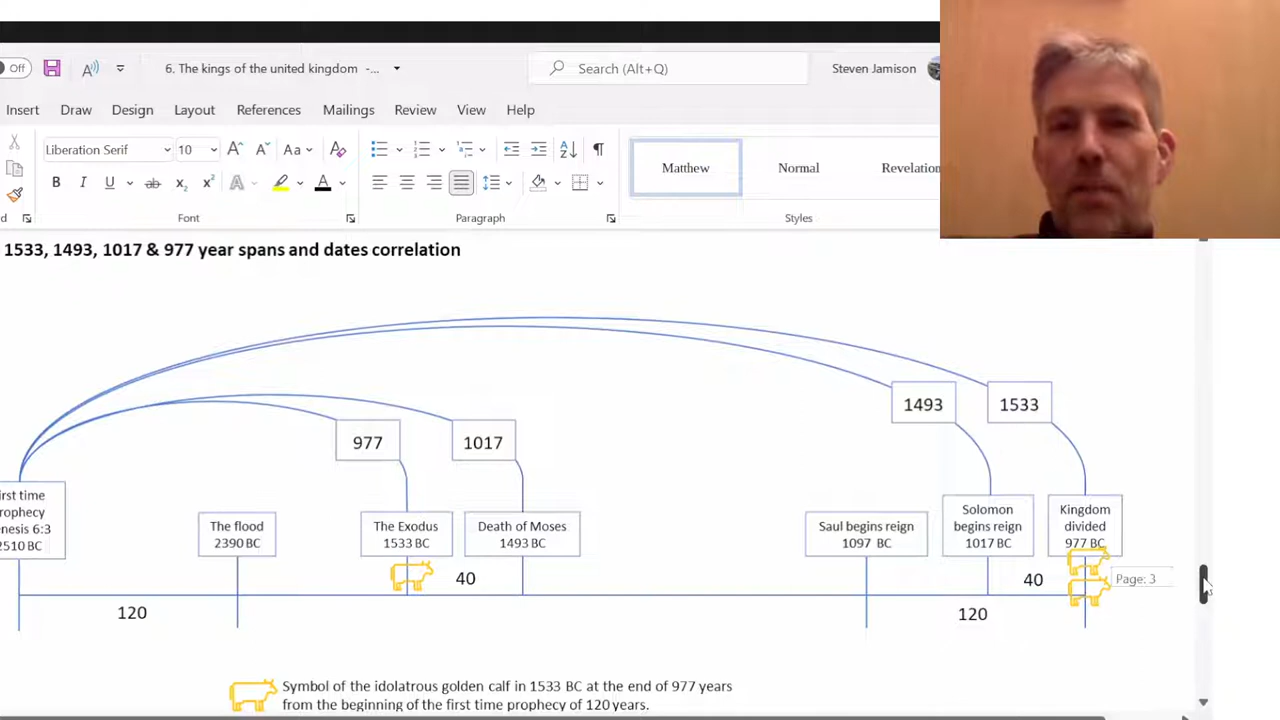 Off
6. The kings of the united kingdom -...
Search (Alt+Q)
Steven Jamison
Insert
Draw
Design
Layout
References
Mailings
Review
View
Help
Liberation Serif
10
Aa
Matthew
Normal
Revelation
Font
Paragraph
Styles
1533, 1493, 1017 & 977 year spans and dates correlation
1493
1533
977
1017
irst time
rophecy
enesis 6:3
2510 BC
The flood
2390 BC
The Exodus
1533 BC
Death of Moses
1493 BC
Saul begins reign
1097 BC
Solomon
begins reign
1017 BC
Kingdom
divided
977 BC
40
40
Page: 3
120
120
Symbol of the idolatrous golden calf in 1533 BC at the end of 977 years
from the beginning of the first time prophecy of 120 years.